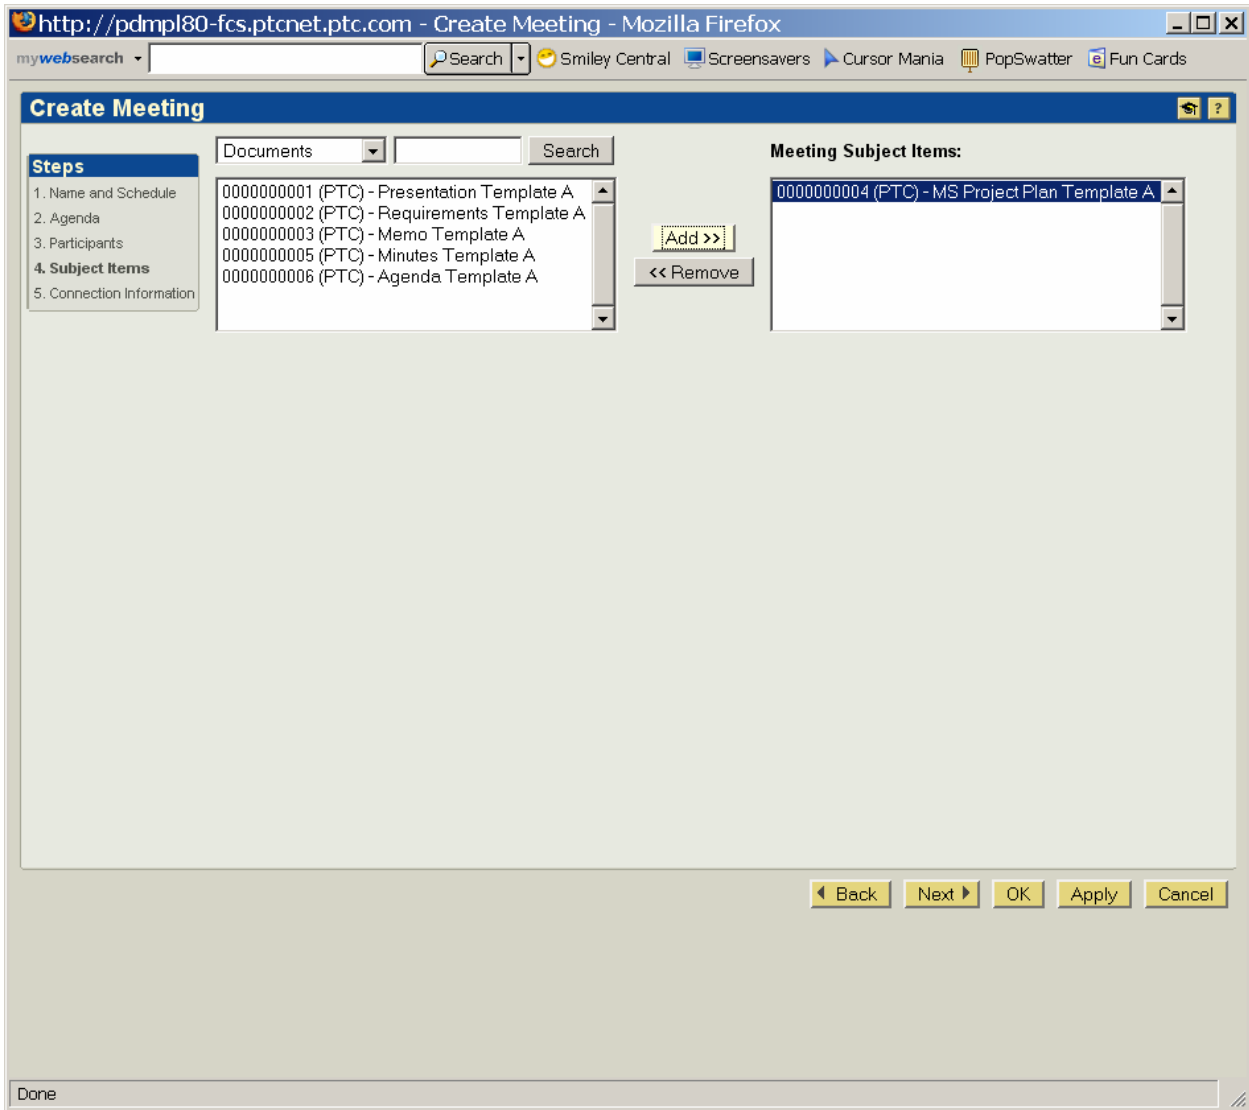 http://pdmpl80-fcs.ptcnet.ptc.com - Create Meeting - Mozilla Firefox
mywebsearch Search Smiley Central Screensavers Cursor Mania PopSwatter Fun Cards
Create Meeting ?
Steps
1. Name and Schedule
2. Agenda
3. Participants
4. Subject Items
5. Connection Information
Documents Search
0000000001 (PTC) - Presentation Template A
0000000002 (PTC) - Requirements Template A
0000000003 (PTC) - Memo Template A
0000000005 (PTC) - Minutes Template A
0000000006 (PTC) - Agenda Template A
Add >>
<< Remove
Meeting Subject Items:
0000000004 (PTC) - MS Project Plan Template A
Back Next OK Apply Cancel
Done